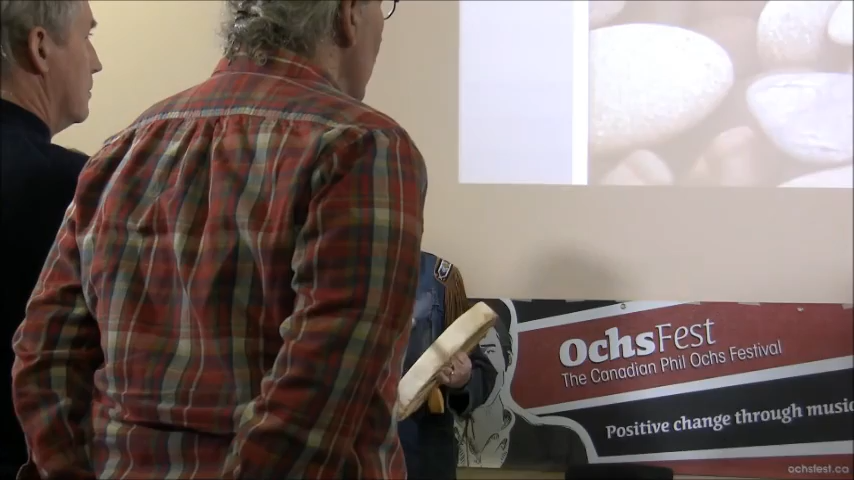 OchsFest
The Canadian Phil Ochs Festival
Positive change through music
ochsfest.ca